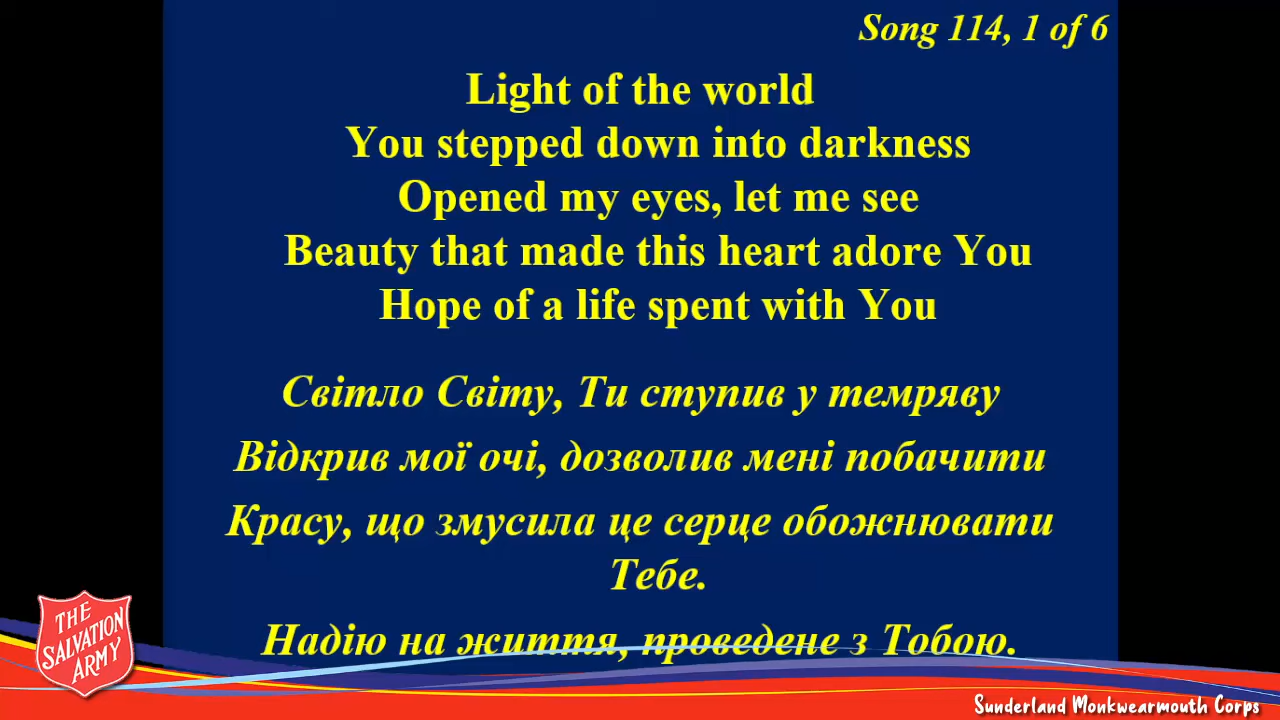 Song 114, 1 of 6
Light of the world
You stepped down into darkness
Opened my eyes, let me see
Beauty that made this heart adore You
Hope of a life spent with You
Світло Світу, Ти ступив у темряву
Відкрив мої очі, дозволив мені побачити
Красу, що змусила це серце обожнювати
Тебе.
Надію на життя, проведене з Тобою.
THE
SALVATION
ARMY
Sunderland Monkwearmouth Corps